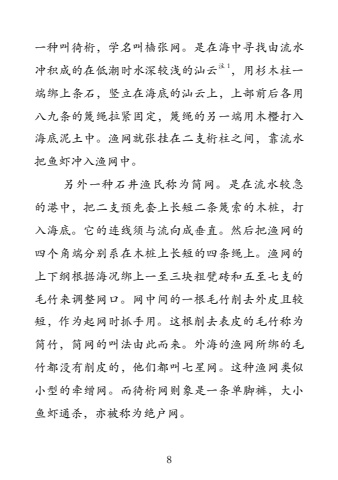 一种叫待桁，学名叫樯张网。是在海中寻找由流水
冲积成的在低潮时水深较浅的汕云注1，用杉木柱一
端绑上条石，竖立在海底的汕云上，上部前后各用
八九条的篾绳拉紧固定，篾绳的另一端用木橙打入
海底泥土中。渔网就张挂在二支桁柱之间，靠流水
把鱼虾冲入渔网中。
另外一种石井渔民称为筒网。是在流水较急
的港中，把二支预先套上长短二条篾索的木桩，打
入海底。它的连线须与流向成垂直。然后把渔网的
四个角端分别系在木桩上长短的四条绳上。渔网的
上下纲根据海况绑上一至三块粗甓砖和五至七支的
毛竹来调整网口。网中间的一根毛竹削去外皮且较
短，作为起网时抓手用。这根削去表皮的毛竹称为
筒竹，筒网的叫法由此而来。外海的渔网所绑的毛
竹都没有削皮的，他们都叫七星网。这种渔网类似
小型的牵缯网。而待桁网则象是一条单脚裤，大小
鱼虾通杀，亦被称为绝户网。
8